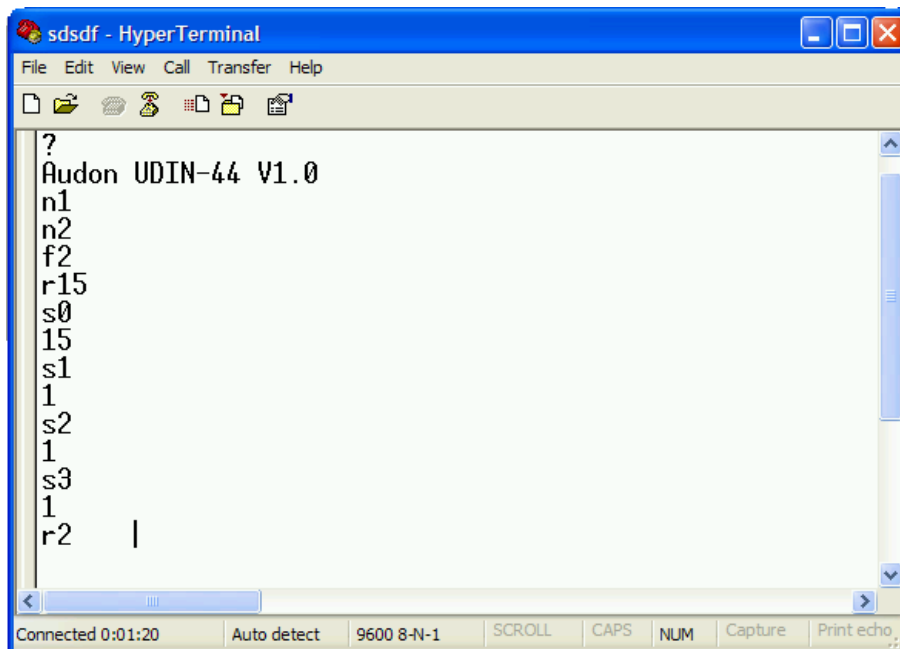 sdsdf - HyperTerminal
File Edit View Call Transfer Help
?
Audon UDIN-44 V1.0
n1
n2
f2
r15
s0
15
s1
1
s2
1
s3
1
r2
Connected 0:01:20 Auto detect 9600 8-N-1 SCROLL CAPS NUM Capture Print echo